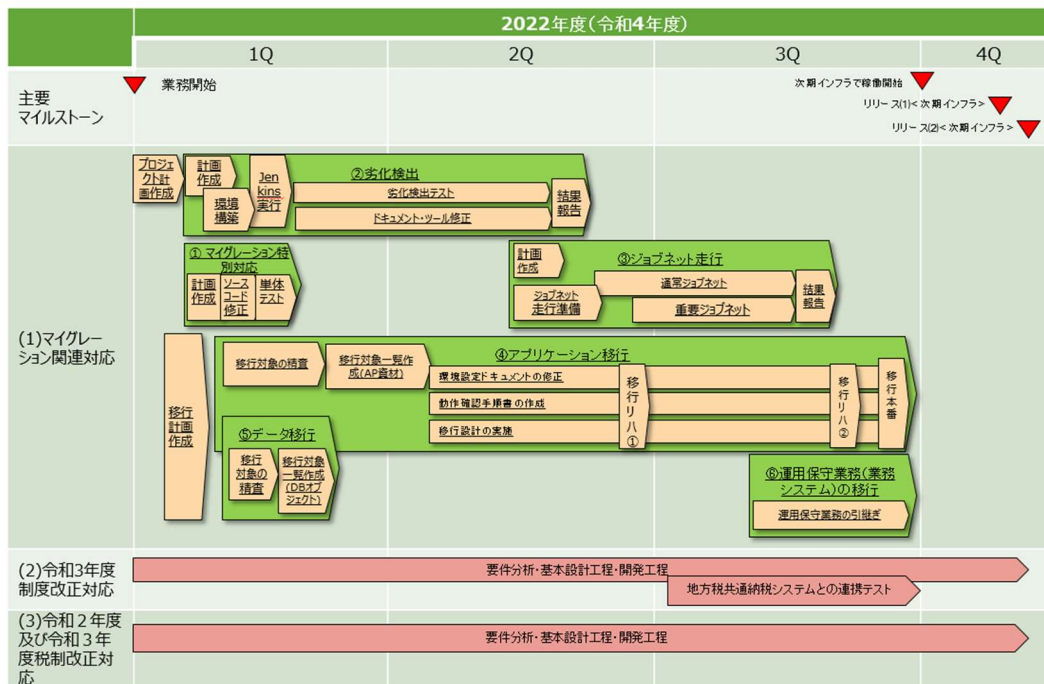 2022年度(令和4年度)
1Q
2Q
3Q
4Q
主要
マイルストーン
業務開始
次期インフラで稼働開始
リリース(1)<次期インフラ>
リリース(2)<次期インフラ>
(1)マイグレー
ション関連対応
プロジェ
クト計
画作成
計画
作成
環境
構築
Jen
kins
実行
②劣化検出
劣化検出テスト
ドキュメント・ツール修正
結果
報告
①マイグレーション特
別対応
計画
作成
ソース
コード
修正
単体
テスト
計画
作成
③ジョブネット走行
ジョブネット
走行準備
通常ジョブネット
重要ジョブネット
結果
報告
移行
計画
作成
④アプリケーション移行
移行対象の精査
移行対象一覧作
成(AP資材)
環境設定ドキュメントの修正
動作確認手順書の作成
移行設計の実施
移行リハ①
移行リハ②
移行本番
⑤データ移行
移行
対象の
精査
移行対象
一覧作成
(DBオブ
ジェクト)
⑥運用保守業務(業務
システム)の移行
運用保守業務の引継ぎ
(2)令和3年度
制度改正対応
要件分析・基本設計工程・開発工程
地方税共通納税システムとの連携テスト
(3)令和2年度
及び令和3年
度税制改正対
応
要件分析・基本設計工程・開発工程